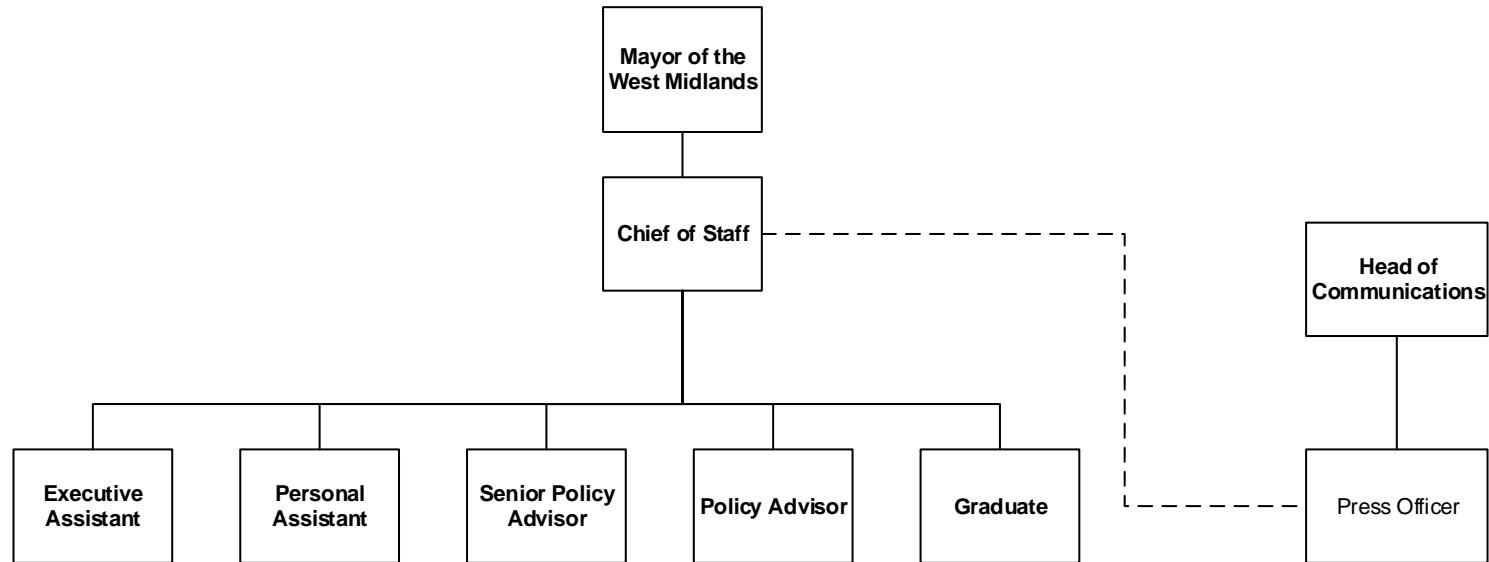 Mayor of the
West Midlands
Chief of Staff
Head of
Communications
Executive
Assistant
Personal
Assistant
Senior Policy
Advisor
Policy Advisor
Graduate
Press Officer